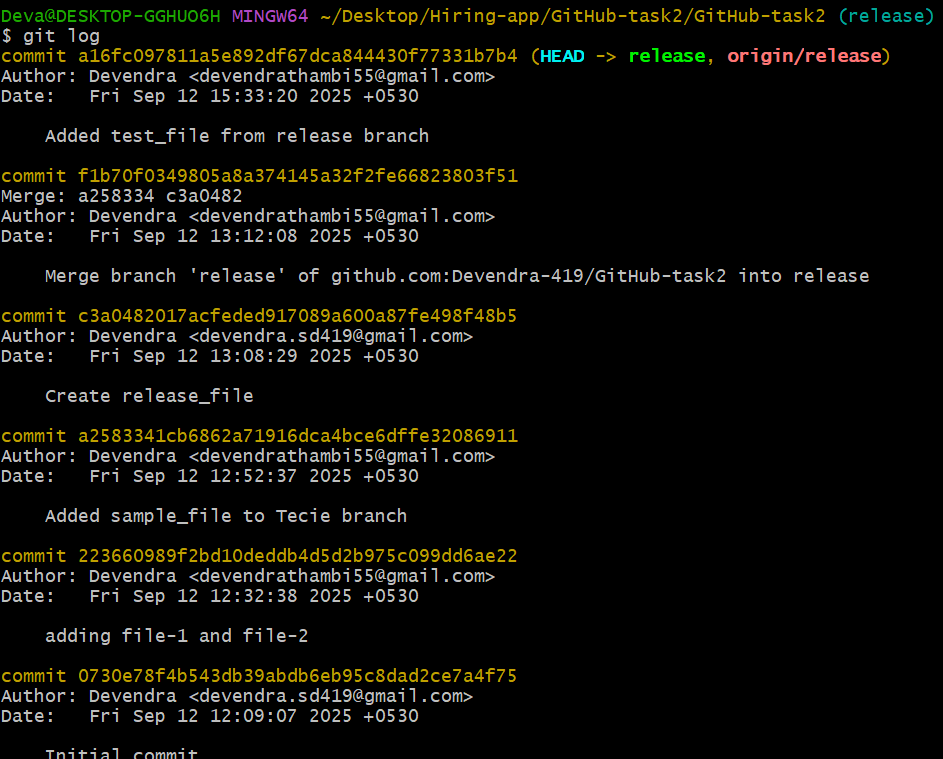 Deva@DESKTOP-GGHUO6H MINGW64 ~/Desktop/Hiring-app/GitHub-task2/GitHub-task2 (release)
$ git log
commit a16fc097811a5e892df67dca844430f77331b7b4 (HEAD -> release, origin/release)
Author: Devendra <devendrathambi55@gmail.com>
Date:   Fri Sep 12 15:33:20 2025 +0530
    Added test_file from release branch
commit f1b70f0349805a8a374145a32f2fe66823803f51
Merge: a258334 c3a0482
Author: Devendra <devendrathambi55@gmail.com>
Date:   Fri Sep 12 13:12:08 2025 +0530
    Merge branch 'release' of github.com:Devendra-419/GitHub-task2 into release
commit c3a0482017acfeded917089a600a87fe498f48b5
Author: Devendra <devendra.sd419@gmail.com>
Date:   Fri Sep 12 13:08:29 2025 +0530
    Create release_file
commit a2583341cb6862a71916dca4bce6dffe32086911
Author: Devendra <devendrathambi55@gmail.com>
Date:   Fri Sep 12 12:52:37 2025 +0530
    Added sample_file to Tecie branch
commit 223660989f2bd10deddb4d5d2b975c099dd6ae22
Author: Devendra <devendrathambi55@gmail.com>
Date:   Fri Sep 12 12:32:38 2025 +0530
    adding file-1 and file-2
commit 0730e78f4b543db39abdb6eb95c8dad2ce7a4f75
Author: Devendra <devendra.sd419@gmail.com>
Date:   Fri Sep 12 12:09:07 2025 +0530
    Initial commit